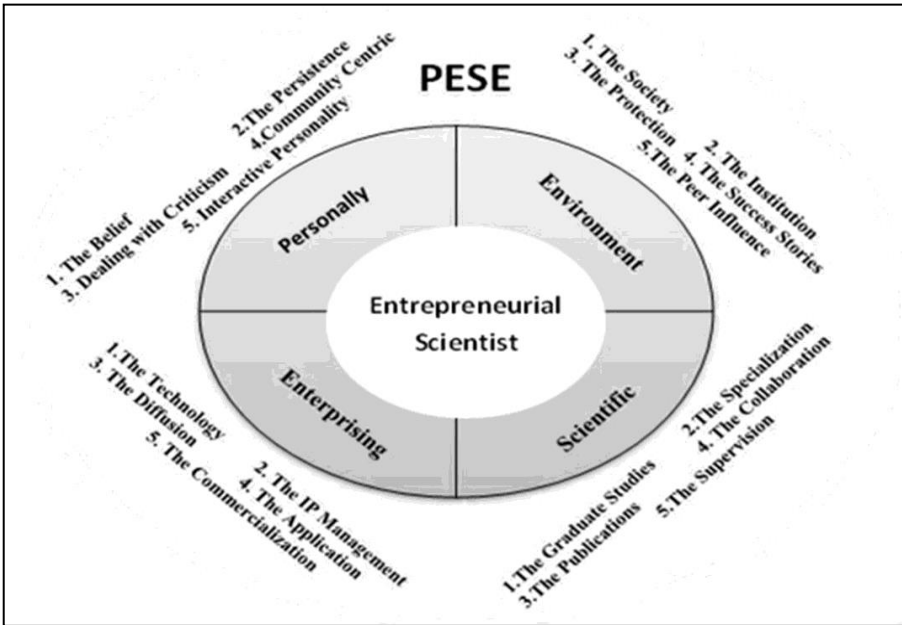 PESE
1. The Belief
2.The Persistence
3. Dealing with Criticism
4.Community Centric
5. Interactive Personality
1. The Society
2. The Institution
3. The Protection
4. The Success Stories
5.The Peer Influence
Personally
Environment
Entrepreneurial
Scientist
Enterprising
Scientific
1.The Technology
2. The IP Management
3. The Diffusion
4. The Application
5. The Commercialization
1.The Graduate Studies
2.The Specialization
3.The Publications
4. The Collaboration
5.The Supervision